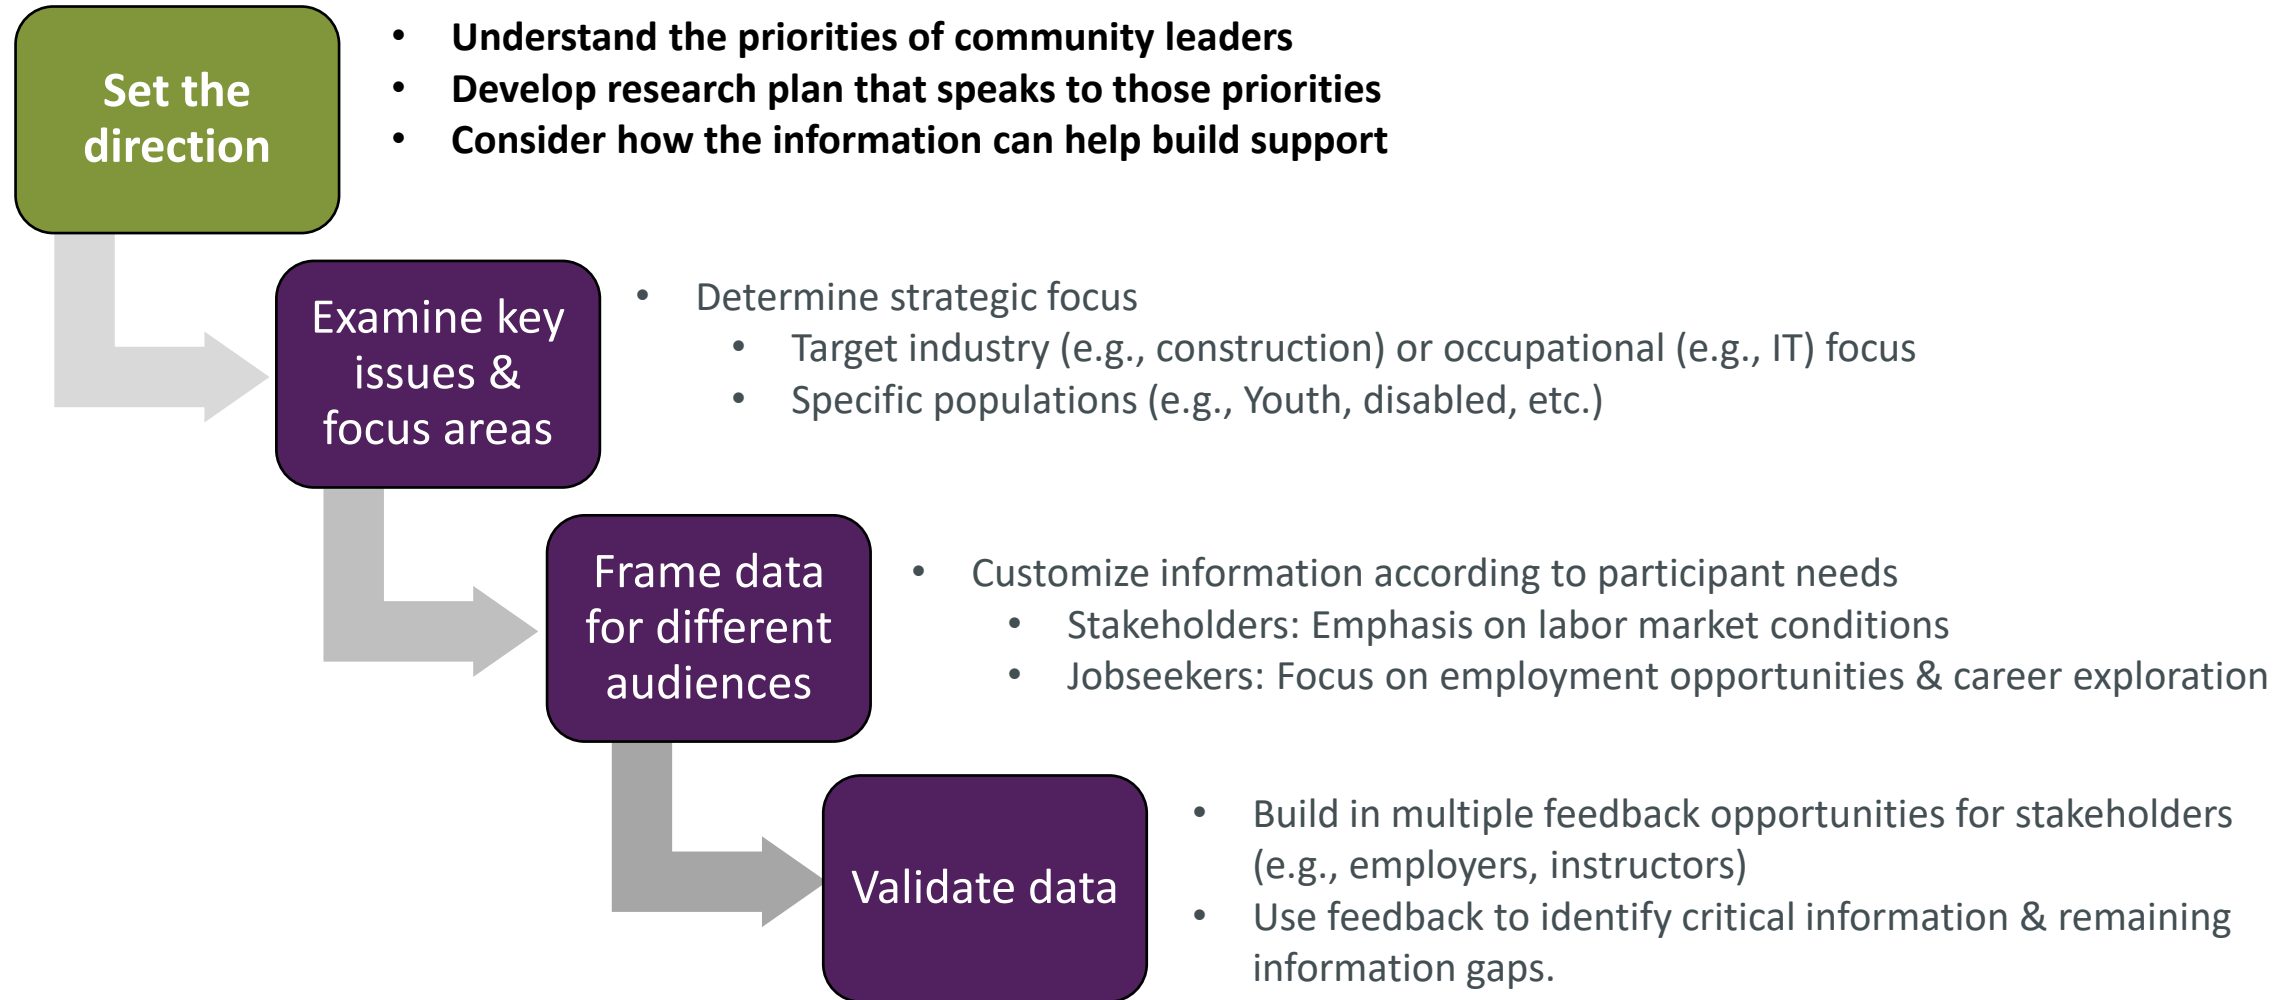 Set the
direction
• Understand the priorities of community leaders
• Develop research plan that speaks to those priorities
• Consider how the information can help build support
Examine key
issues &
focus areas
• Determine strategic focus
• Target industry (e.g., construction) or occupational (e.g., IT) focus
• Specific populations (e.g., Youth, disabled, etc.)
Frame data
for different
audiences
• Customize information according to participant needs
• Stakeholders: Emphasis on labor market conditions
• Jobseekers: Focus on employment opportunities & career exploration
Validate data
• Build in multiple feedback opportunities for stakeholders
(e.g., employers, instructors)
• Use feedback to identify critical information & remaining
information gaps.